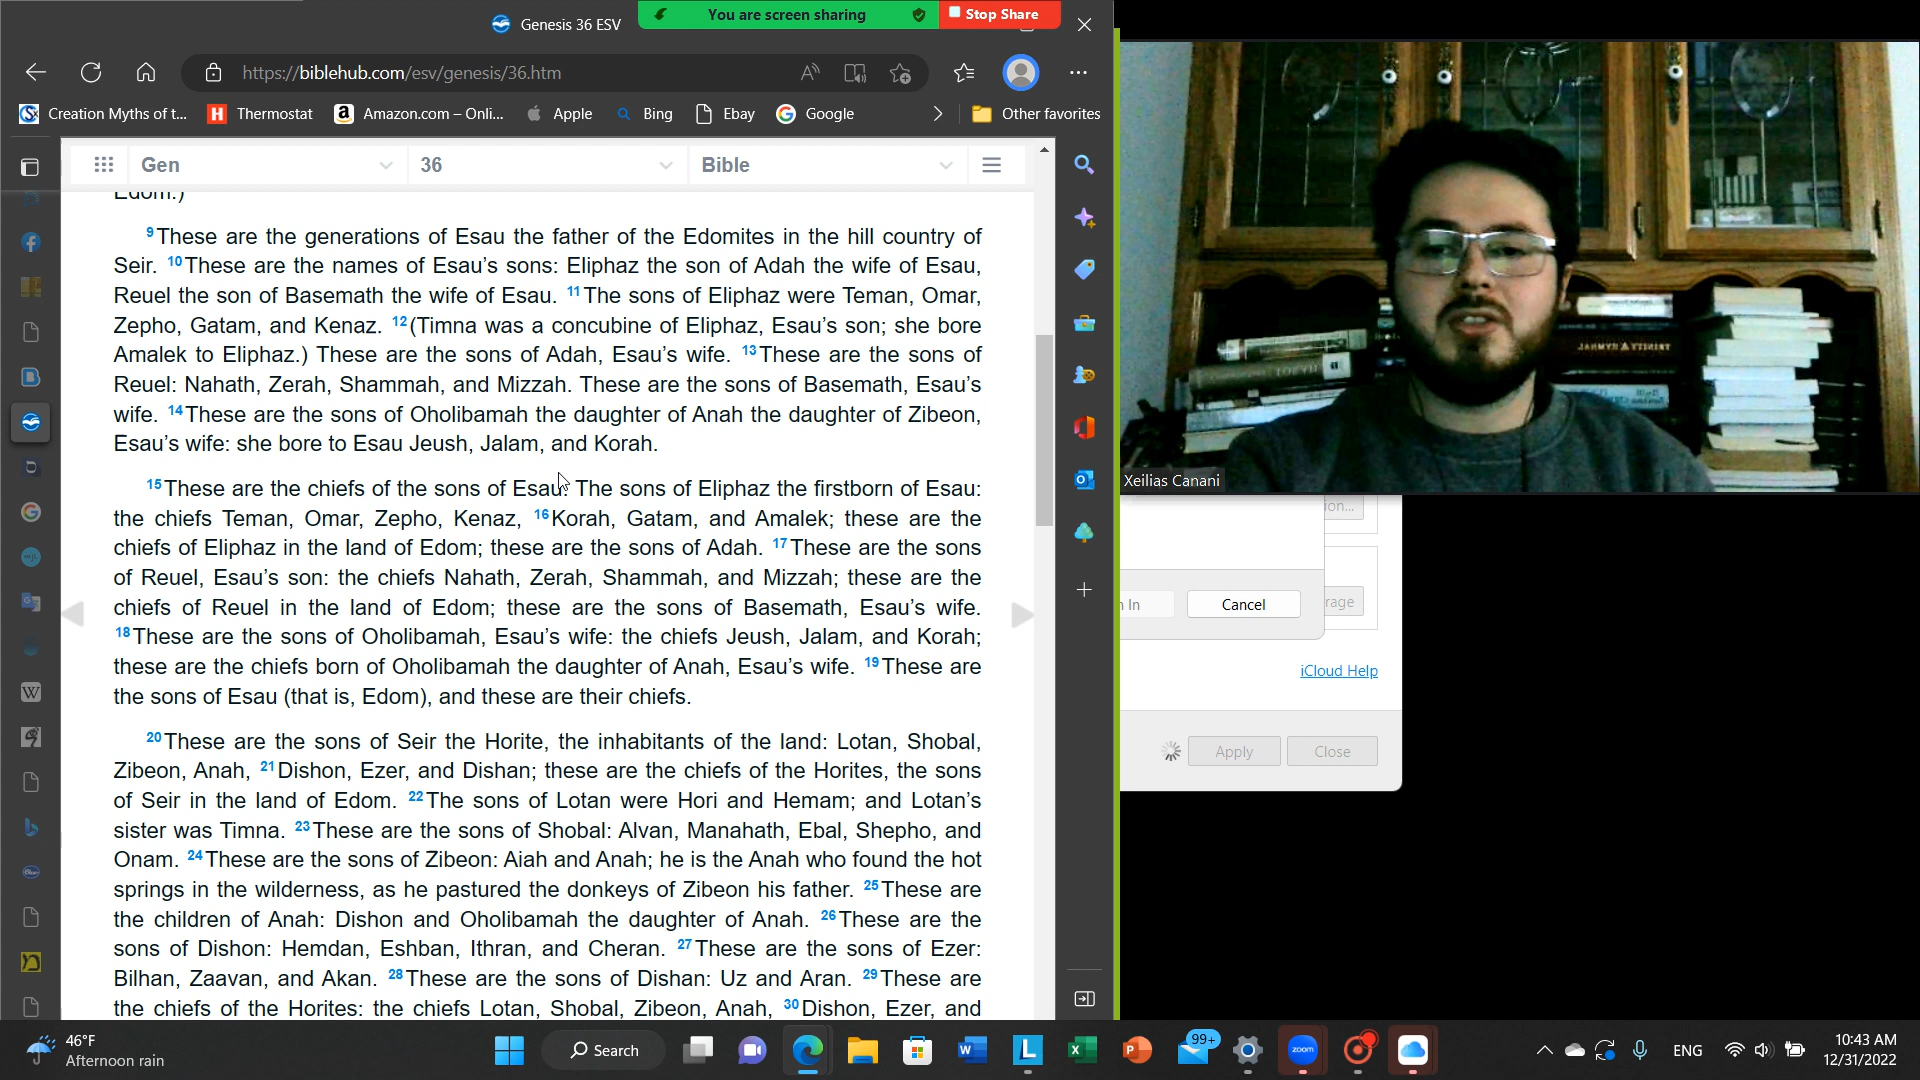 Genesis 36 ESV
You are screen sharing
Stop Share
https://biblehub.com/esv/genesis/36.htm
Creation Myths of t...
Thermostat
Amazon.com – Onli...
Apple
Bing
Ebay
Google
Other favorites
Gen
36
Bible
Edom.)
9These are the generations of Esau the father of the Edomites in the hill country of
Seir. 10These are the names of Esau’s sons: Eliphaz the son of Adah the wife of Esau,
Reuel the son of Basemath the wife of Esau. 11The sons of Eliphaz were Teman, Omar,
Zepho, Gatam, and Kenaz. 12(Timna was a concubine of Eliphaz, Esau’s son; she bore
Amalek to Eliphaz.) These are the sons of Adah, Esau’s wife. 13These are the sons of
Reuel: Nahath, Zerah, Shammah, and Mizzah. These are the sons of Basemath, Esau’s
wife. 14These are the sons of Oholibamah the daughter of Anah the daughter of Zibeon,
Esau’s wife: she bore to Esau Jeush, Jalam, and Korah.
15These are the chiefs of the sons of Esau. The sons of Eliphaz the firstborn of Esau:
the chiefs Teman, Omar, Zepho, Kenaz, 16Korah, Gatam, and Amalek; these are the
chiefs of Eliphaz in the land of Edom; these are the sons of Adah. 17These are the sons
of Reuel, Esau’s son: the chiefs Nahath, Zerah, Shammah, and Mizzah; these are the
chiefs of Reuel in the land of Edom; these are the sons of Basemath, Esau’s wife.
18These are the sons of Oholibamah, Esau’s wife: the chiefs Jeush, Jalam, and Korah;
these are the chiefs born of Oholibamah the daughter of Anah, Esau’s wife. 19These are
the sons of Esau (that is, Edom), and these are their chiefs.
20These are the sons of Seir the Horite, the inhabitants of the land: Lotan, Shobal,
Zibeon, Anah, 21Dishon, Ezer, and Dishan; these are the chiefs of the Horites, the sons
of Seir in the land of Edom. 22The sons of Lotan were Hori and Hemam; and Lotan’s
sister was Timna. 23These are the sons of Shobal: Alvan, Manahath, Ebal, Shepho, and
Onam. 24These are the sons of Zibeon: Aiah and Anah; he is the Anah who found the hot
springs in the wilderness, as he pastured the donkeys of Zibeon his father. 25These are
the children of Anah: Dishon and Oholibamah the daughter of Anah. 26These are the
sons of Dishon: Hemdan, Eshban, Ithran, and Cheran. 27These are the sons of Ezer:
Bilhan, Zaavan, and Akan. 28These are the sons of Dishan: Uz and Aran. 29These are
the chiefs of the Horites: the chiefs Lotan, Shobal, Zibeon, Anah, 30Dishon, Ezer, and
TRINITY HYMNAL
Xeilias Canani
ion...
n In
Cancel
rage
iCloud Help
Apply
Close
46°F
Afternoon rain
Search
99+
zoom
ENG
10:43 AM
12/31/2022